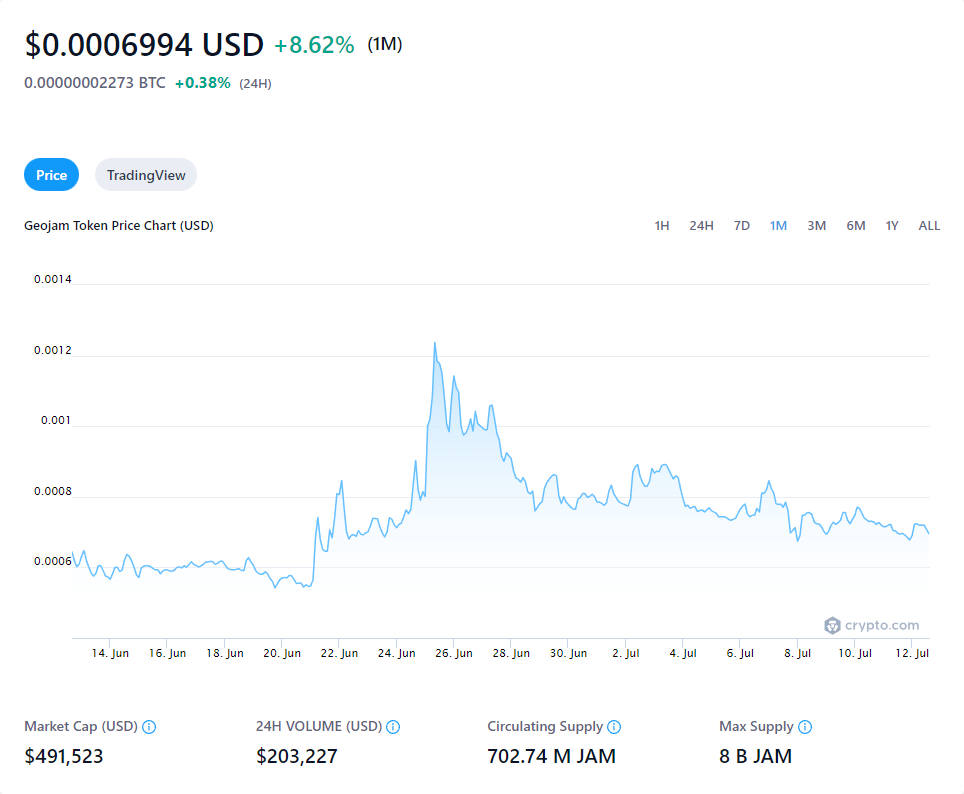 $0.0006994 USD +8.62% (1M)
0.00000002273 BTC +0.38% (24H)
Price TradingView
Geojam Token Price Chart (USD) 1H 24H 7D 1M 3M 6M 1Y ALL
0.0014
0.0012
0.001
0.0008
0.0006
crypto.com
14. Jun 16. Jun 18. Jun 20. Jun 22. Jun 24. Jun 26. Jun 28. Jun 30. Jun 2. Jul 4. Jul 6. Jul 8. Jul 10. Jul 12. Jul
Market Cap (USD) 24H VOLUME (USD) Circulating Supply Max Supply
$491,523 $203,227 702.74 M JAM 8 B JAM